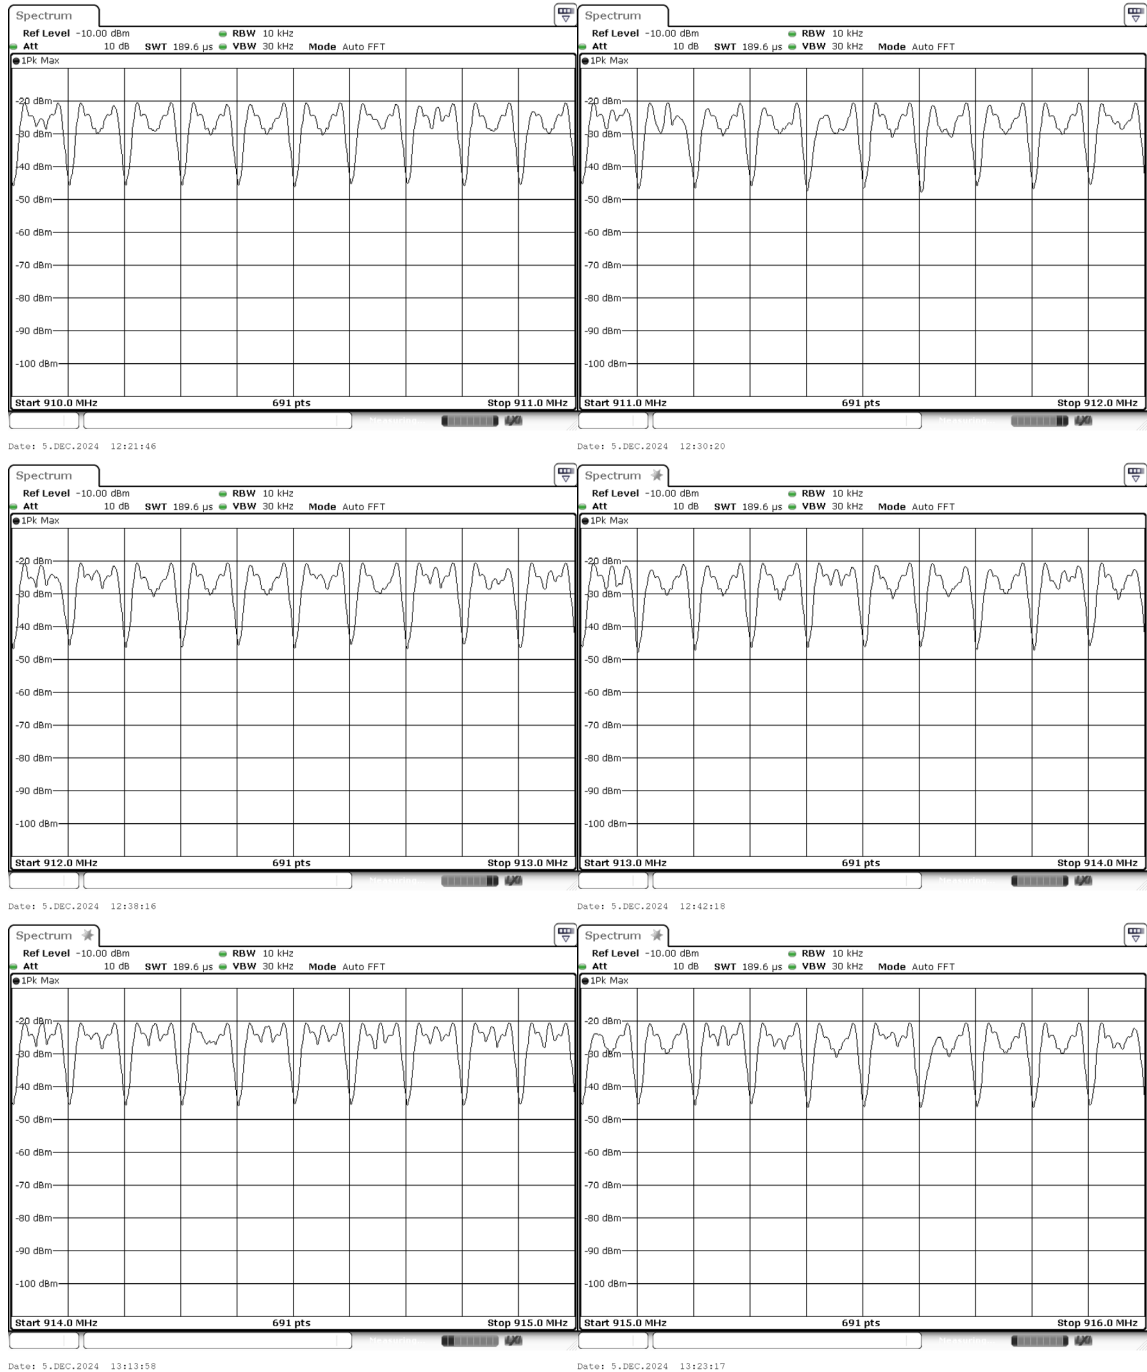 Spectrum
Ref Level -10.00 dBm RBW 10 kHz
Att 10 dB SWT 189.6 µs VBW 30 kHz Mode Auto FFT
1Pk Max
-20 dBm
-30 dBm
-40 dBm
-50 dBm
-60 dBm
-70 dBm
-80 dBm
-90 dBm
-100 dBm
Start 910.0 MHz 691 pts Stop 911.0 MHz
Date: 5.DEC.2024 12:21:46
Spectrum
Ref Level -10.00 dBm RBW 10 kHz
Att 10 dB SWT 189.6 µs VBW 30 kHz Mode Auto FFT
1Pk Max
-20 dBm
-30 dBm
-40 dBm
-50 dBm
-60 dBm
-70 dBm
-80 dBm
-90 dBm
-100 dBm
Start 911.0 MHz 691 pts Stop 912.0 MHz
Date: 5.DEC.2024 12:30:20
Spectrum
Ref Level -10.00 dBm RBW 10 kHz
Att 10 dB SWT 189.6 µs VBW 30 kHz Mode Auto FFT
1Pk Max
-20 dBm
-30 dBm
-40 dBm
-50 dBm
-60 dBm
-70 dBm
-80 dBm
-90 dBm
-100 dBm
Start 912.0 MHz 691 pts Stop 913.0 MHz
Date: 5.DEC.2024 12:38:16
Spectrum
Ref Level -10.00 dBm RBW 10 kHz
Att 10 dB SWT 189.6 µs VBW 30 kHz Mode Auto FFT
1Pk Max
-20 dBm
-30 dBm
-40 dBm
-50 dBm
-60 dBm
-70 dBm
-80 dBm
-90 dBm
-100 dBm
Start 913.0 MHz 691 pts Stop 914.0 MHz
Date: 5.DEC.2024 12:42:18
Spectrum
Ref Level -10.00 dBm RBW 10 kHz
Att 10 dB SWT 189.6 µs VBW 30 kHz Mode Auto FFT
1Pk Max
-20 dBm
-30 dBm
-40 dBm
-50 dBm
-60 dBm
-70 dBm
-80 dBm
-90 dBm
-100 dBm
Start 914.0 MHz 691 pts Stop 915.0 MHz
Date: 5.DEC.2024 13:13:58
Spectrum
Ref Level -10.00 dBm RBW 10 kHz
Att 10 dB SWT 189.6 µs VBW 30 kHz Mode Auto FFT
1Pk Max
-20 dBm
-30 dBm
-40 dBm
-50 dBm
-60 dBm
-70 dBm
-80 dBm
-90 dBm
-100 dBm
Start 915.0 MHz 691 pts Stop 916.0 MHz
Date: 5.DEC.2024 13:23:17